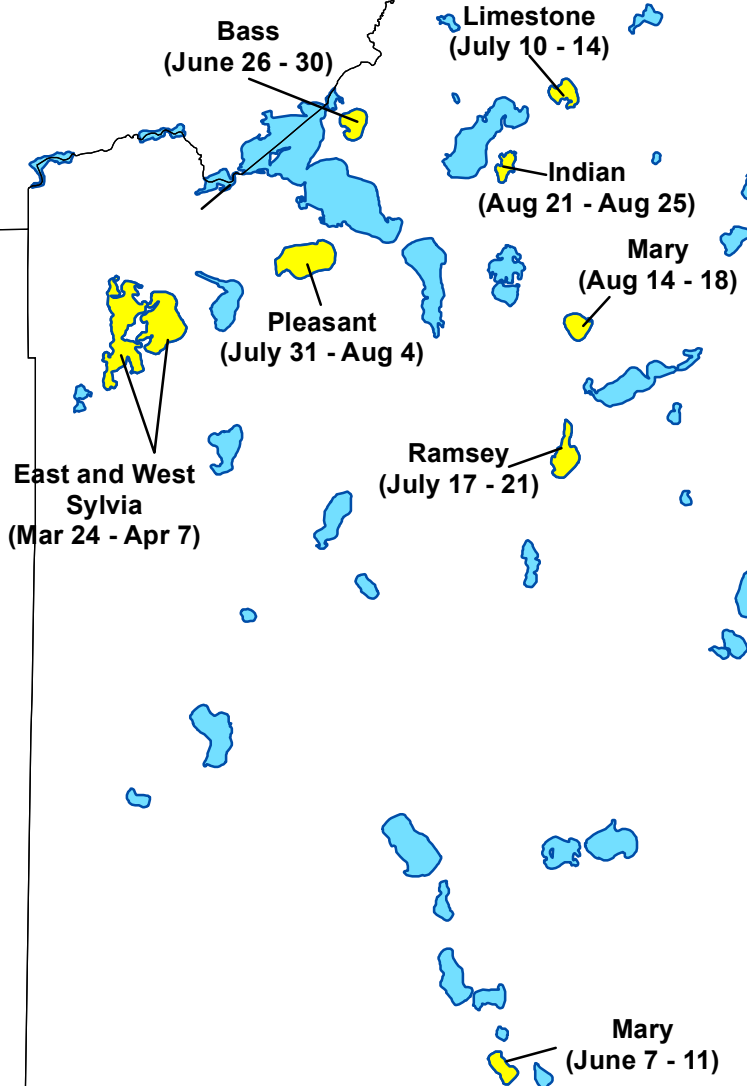 Bass
(June 26 - 30)
Limestone
(July 10 - 14)
Indian
(Aug 21 - Aug 25)
Mary
(Aug 14 - 18)
Pleasant
(July 31 - Aug 4)
Ramsey
(July 17 - 21)
East and West
Sylvia
(Mar 24 - Apr 7)
Mary
(June 7 - 11)